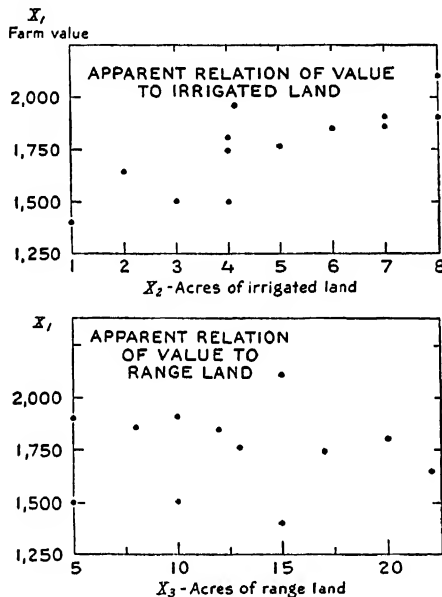 X₁
Farm value
APPARENT RELATION OF VALUE
TO IRRIGATED LAND
2,000
1,750
1,500
1,250
1 2 3 4 5 6 7 8
X₂-Acres of irrigated land
X₁
APPARENT RELATION
OF VALUE TO
RANGE LAND
2,000
1,750
1,500
1,250
5 10 15 20
X₃-Acres of range land